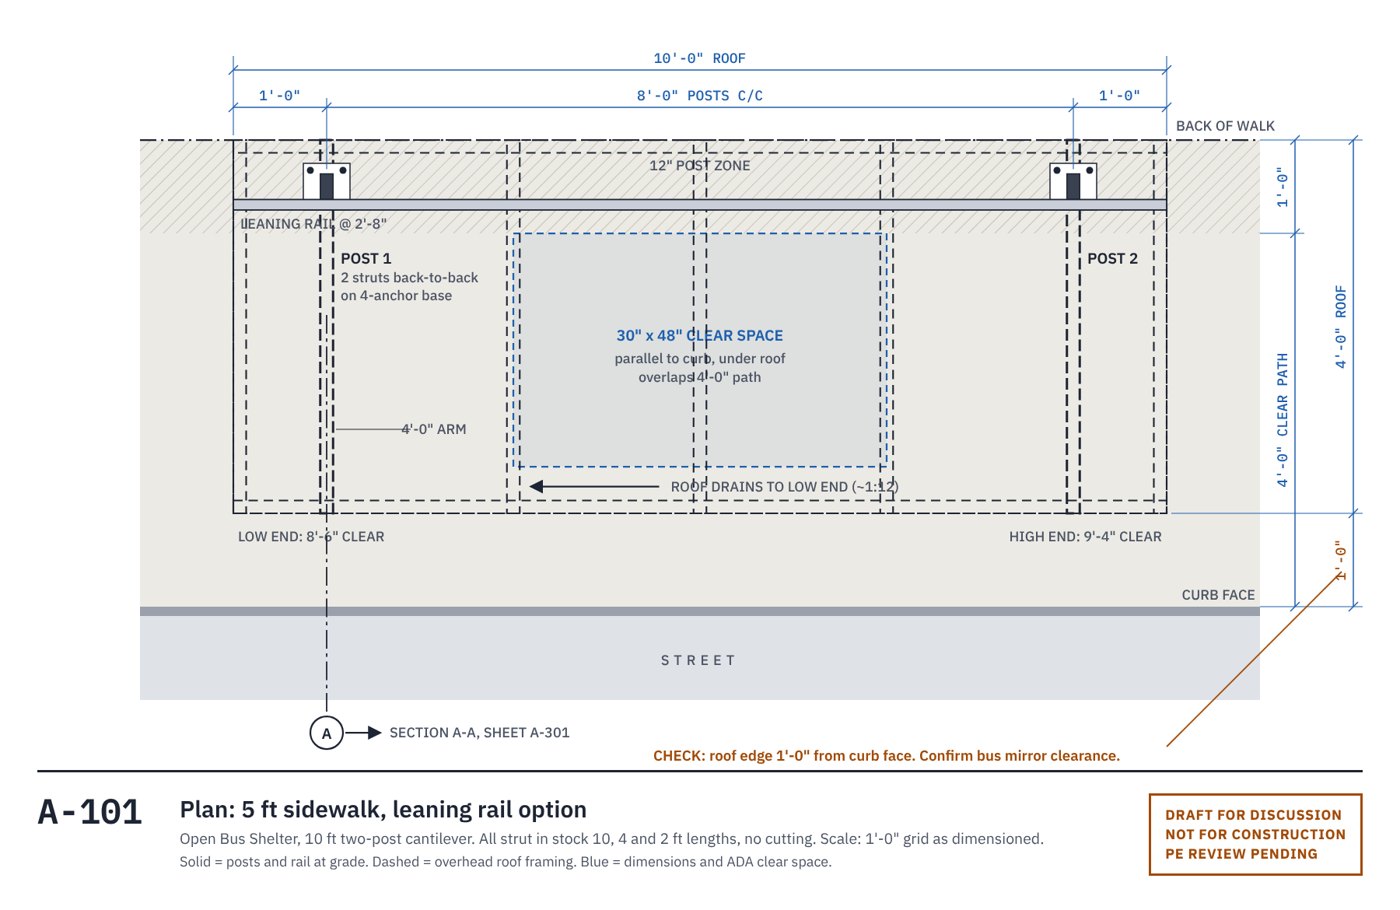 10'-0" ROOF
1'-0"
8'-0" POSTS C/C
1'-0"
BACK OF WALK
12" POST ZONE
1'-0"
LEANING RAIL @ 2'-8"
POST 1
2 struts back-to-back
on 4-anchor base
POST 2
4'-0" ROOF
30" x 48" CLEAR SPACE
parallel to curb, under roof
overlaps 4'-0" path
4'-0" CLEAR PATH
4'-0" ARM
ROOF DRAINS TO LOW END (~1:12)
LOW END: 8'-6" CLEAR
HIGH END: 9'-4" CLEAR
1'-0"
CURB FACE
STREET
A
SECTION A-A, SHEET A-301
CHECK: roof edge 1'-0" from curb face. Confirm bus mirror clearance.
A-101
Plan: 5 ft sidewalk, leaning rail option
Open Bus Shelter, 10 ft two-post cantilever. All strut in stock 10, 4 and 2 ft lengths, no cutting. Scale: 1'-0" grid as dimensioned.
Solid = posts and rail at grade. Dashed = overhead roof framing. Blue = dimensions and ADA clear space.
DRAFT FOR DISCUSSION
NOT FOR CONSTRUCTION
PE REVIEW PENDING